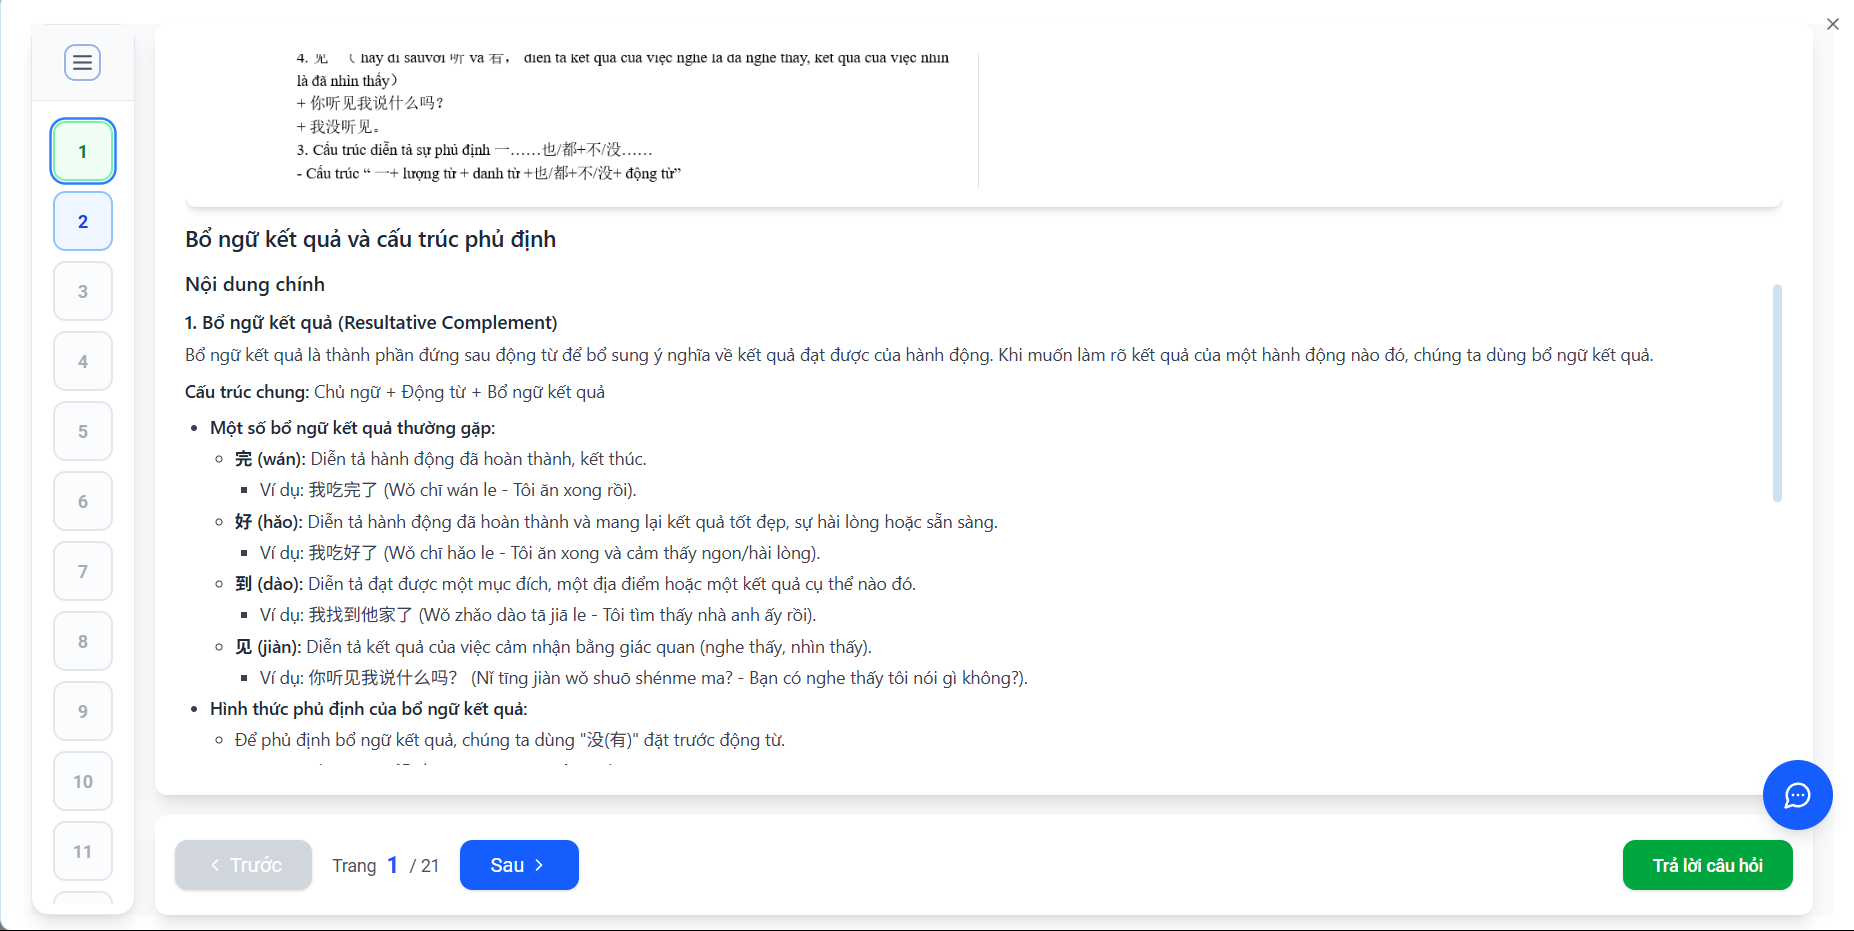 4. 见 （ hay đi sauvới 听 và 看， diễn tả kết quả của việc nghe là đã nghe thấy, kết quả của việc nhìn
là đã nhìn thấy）
+ 你听见我说什么吗？
+ 我没听见。
3. Cấu trúc diễn tả sự phủ định 一……也/都+不/没……
- Cấu trúc “ 一+ lượng từ + danh từ +也/都+不/没+ động từ”
Bổ ngữ kết quả và cấu trúc phủ định
Nội dung chính
1. Bổ ngữ kết quả (Resultative Complement)
Bổ ngữ kết quả là thành phần đứng sau động từ để bổ sung ý nghĩa về kết quả đạt được của hành động. Khi muốn làm rõ kết quả của một hành động nào đó, chúng ta dùng bổ ngữ kết quả.
Cấu trúc chung: Chủ ngữ + Động từ + Bổ ngữ kết quả
Một số bổ ngữ kết quả thường gặp:
完 (wán): Diễn tả hành động đã hoàn thành, kết thúc.
Ví dụ: 我吃完了 (Wǒ chī wán le - Tôi ăn xong rồi).
好 (hǎo): Diễn tả hành động đã hoàn thành và mang lại kết quả tốt đẹp, sự hài lòng hoặc sẵn sàng.
Ví dụ: 我吃好了 (Wǒ chī hǎo le - Tôi ăn xong và cảm thấy ngon/hài lòng).
到 (dào): Diễn tả đạt được một mục đích, một địa điểm hoặc một kết quả cụ thể nào đó.
Ví dụ: 我找到他家了 (Wǒ zhǎo dào tā jiā le - Tôi tìm thấy nhà anh ấy rồi).
见 (jiàn): Diễn tả kết quả của việc cảm nhận bằng giác quan (nghe thấy, nhìn thấy).
Ví dụ: 你听见我说什么吗？ (Nǐ tīng jiàn wǒ shuō shénme ma? - Bạn có nghe thấy tôi nói gì không?).
Hình thức phủ định của bổ ngữ kết quả:
Để phủ định bổ ngữ kết quả, chúng ta dùng "没(有)" đặt trước động từ.
1
2
3
4
5
6
7
8
9
10
11
Trước
Trang 1 / 21
Sau
Trả lời câu hỏi